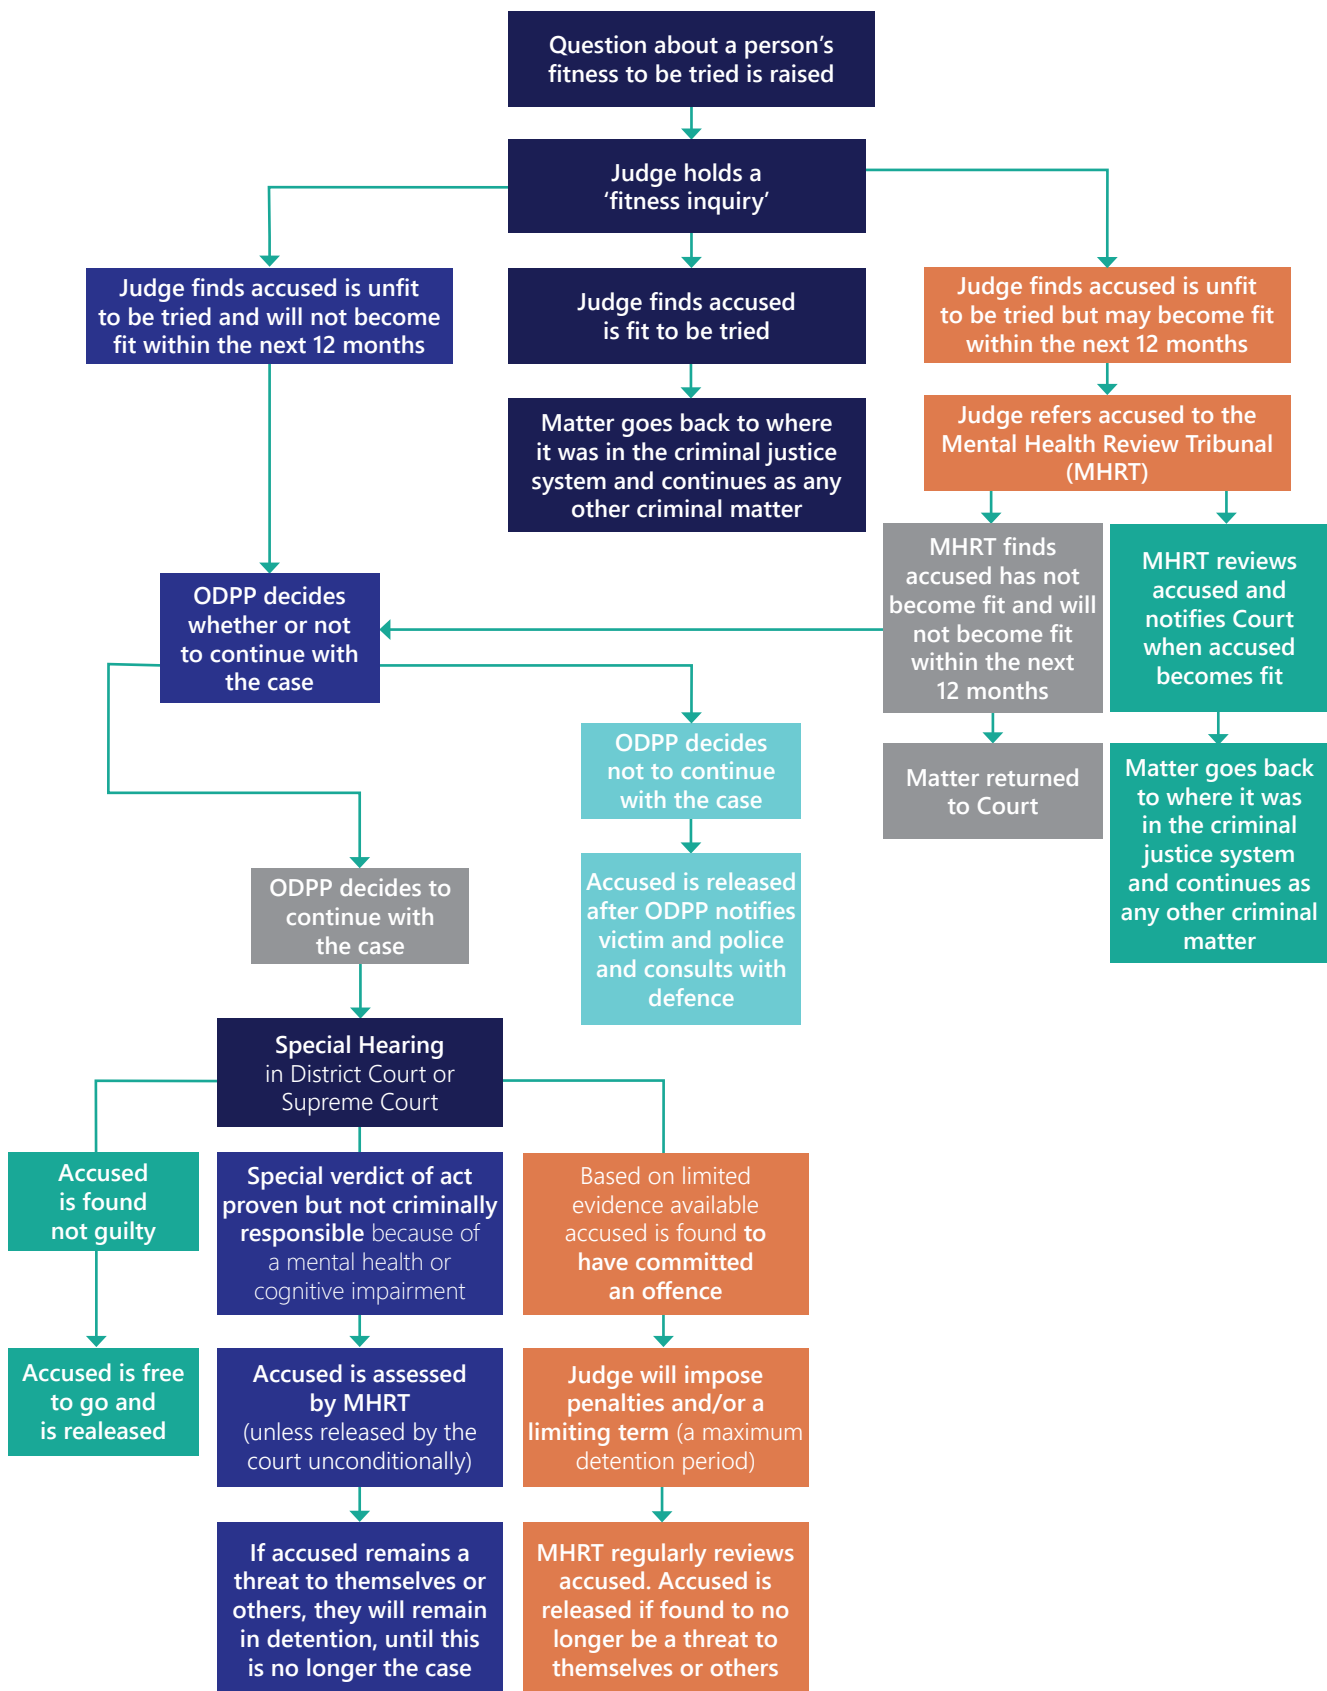 Question about a person’s
fitness to be tried is raised
Judge holds a
‘fitness inquiry’
Judge finds accused is unfit
to be tried and will not become
fit within the next 12 months
Judge finds accused
is fit to be tried
Judge finds accused is unfit
to be tried but may become fit
within the next 12 months
Matter goes back to where
it was in the criminal justice
system and continues as any
other criminal matter
Judge refers accused to the
Mental Health Review Tribunal
(MHRT)
MHRT finds
accused has not
become fit and will
not become fit
within the next
12 months
MHRT reviews
accused and
notifies Court
when accused
becomes fit
ODPP decides
whether or not
to continue with
the case
ODPP decides
not to continue
with the case
Matter returned
to Court
Matter goes back
to where it was
in the criminal
justice system
and continues as
any other criminal
matter
ODPP decides to
continue with
the case
Accused is released
after ODPP notifies
victim and police
and consults with
defence
Special Hearing
in District Court or
Supreme Court
Accused
is found
not guilty
Special verdict of act
proven but not criminally
responsible because of
a mental health or
cognitive impairment
Based on limited
evidence available
accused is found to
have committed
an offence
Accused is free
to go and
is realeased
Accused is assessed
by MHRT
(unless released by the
court unconditionally)
Judge will impose
penalties and/or a
limiting term (a maximum
detention period)
If accused remains a
threat to themselves or
others, they will remain
in detention, until this
is no longer the case
MHRT regularly reviews
accused. Accused is
released if found to no
longer be a threat to
themselves or others